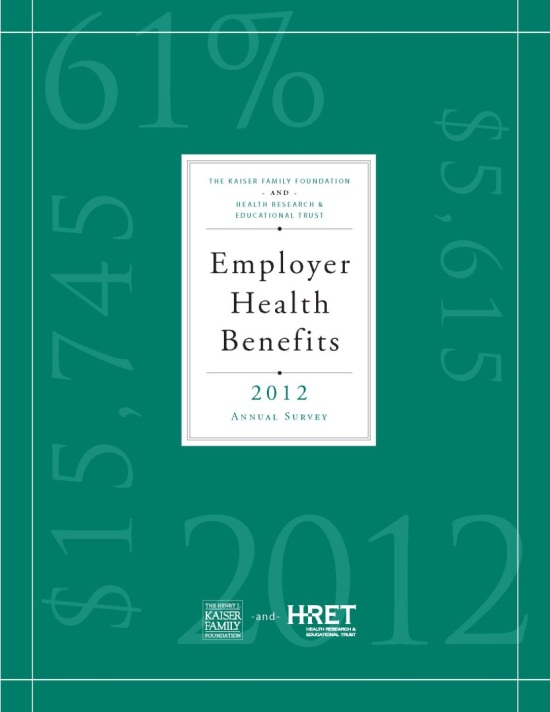 61%
$5,615
$15,745
THE KAISER FAMILY FOUNDATION
- AND -
HEALTH RESEARCH &
EDUCATIONAL TRUST
Employer
Health
Benefits
2012
ANNUAL SURVEY
2012
THE HENRY J.
KAISER
FAMILY
FOUNDATION
-and-
HRET
HEALTH RESEARCH &
EDUCATIONAL TRUST